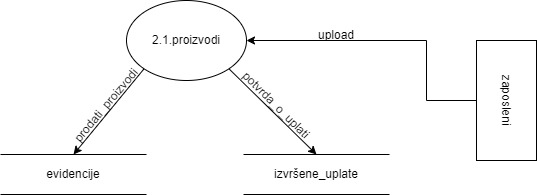 2.1.proizvodi
upload
zaposleni
prodati_proizvodi
potvrda_o_uplati
evidencije
izvršene_uplate